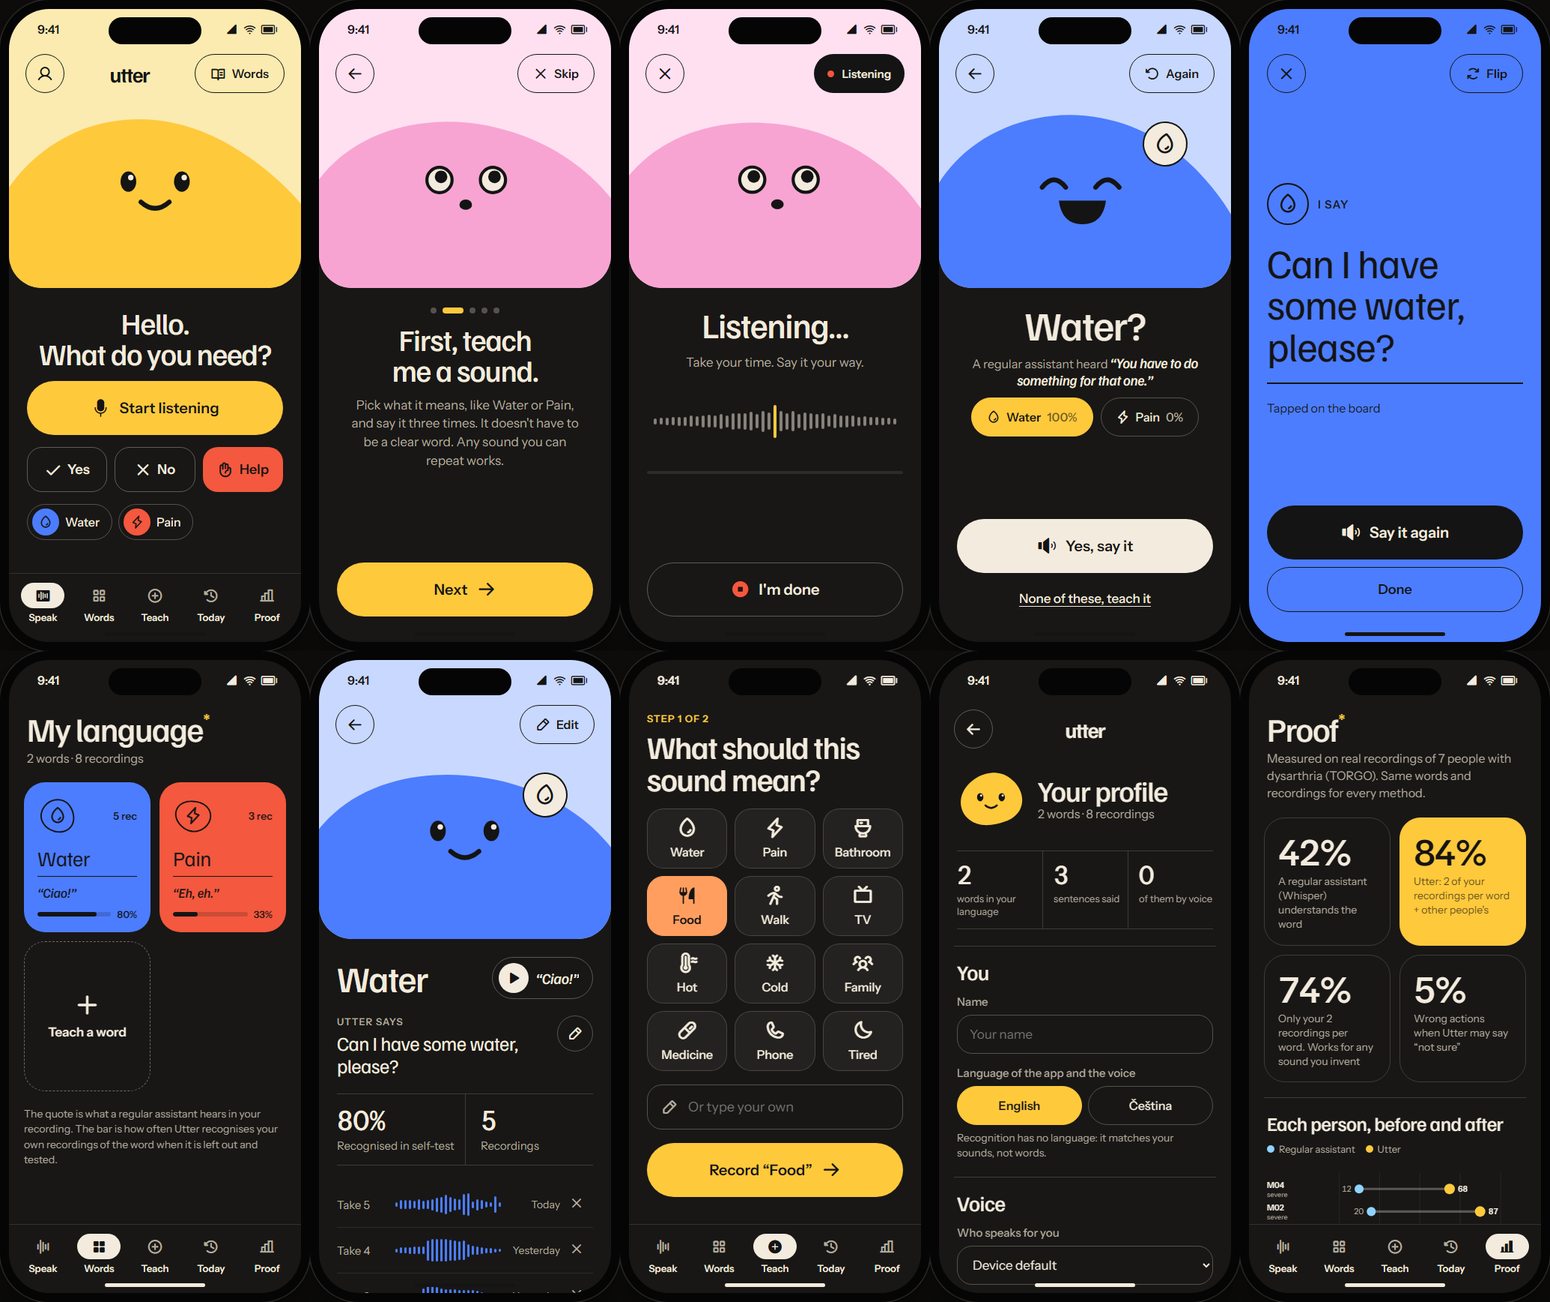 9:41
utter
Words
Hello.
What do you need?
Start listening
Yes
No
Help
Water
Pain
Speak
Words
Teach
Today
Proof
9:41
Skip
First, teach
me a sound.
Pick what it means, like Water or Pain,
and say it three times. It doesn't have to
be a clear word. Any sound you can
repeat works.
Next
9:41
Listening
Listening...
Take your time. Say it your way.
I'm done
9:41
Again
Water?
A regular assistant heard “You have to do
something for that one.”
Water 100%
Pain 0%
Yes, say it
None of these, teach it
9:41
Flip
I SAY
Can I have
some water,
please?
Tapped on the board
Say it again
Done
9:41
My language*
2 words · 8 recordings
5 rec
Water
“Ciao!”
80%
3 rec
Pain
“Eh, eh.”
33%
Teach a word
The quote is what a regular assistant hears in your
recording. The bar is how often Utter recognises your
own recordings of the word when it is left out and
tested.
Speak
Words
Teach
Today
Proof
9:41
Edit
Water
“Ciao!”
UTTER SAYS
Can I have some water,
please?
80%
Recognised in self-test
5
Recordings
Take 5
Today
Take 4
Yesterday
9:41
STEP 1 OF 2
What should this
sound mean?
Water
Pain
Bathroom
Food
Walk
TV
Hot
Cold
Family
Medicine
Phone
Tired
Or type your own
Record “Food”
Speak
Words
Teach
Today
Proof
9:41
utter
Your profile
2 words · 8 recordings
2
words in your
language
3
sentences said
0
of them by voice
You
Name
Your name
Language of the app and the voice
English
Čeština
Recognition has no language: it matches your
sounds, not words.
Voice
Who speaks for you
Device default
9:41
Proof*
Measured on real recordings of 7 people with
dysarthria (TORGO). Same words and
recordings for every method.
42%
A regular assistant
(Whisper)
understands the
word
84%
Utter: 2 of your
recordings per word
+ other people's
74%
Only your 2
recordings per
word. Works for any
sound you invent
5%
Wrong actions
when Utter may say
“not sure”
Each person, before and after
Regular assistant
Utter
M04
severe
12
68
M02
severe
20
87
Speak
Words
Teach
Today
Proof